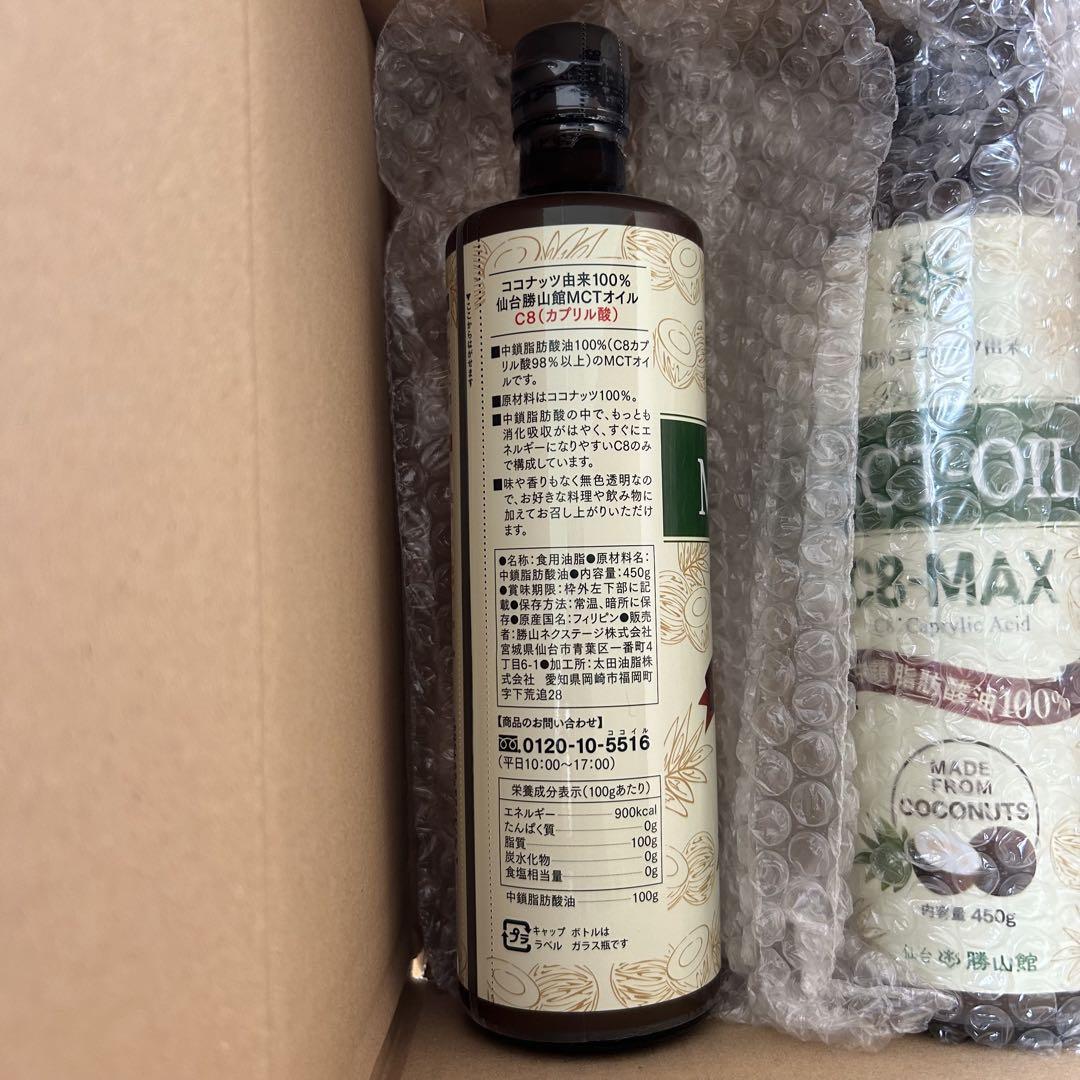 ココナッツ由来100%
仙台勝山館MCTオイル
C8(カプリル酸)
■中鎖脂肪酸油100%(C8カプ
リル酸98%以上)のMCTオイ
ルです。
■原材料はココナッツ100%。
■中鎖脂肪酸の中で、もっとも
消化吸収がはやく、すぐにエ
ネルギーになりやすいC8のみ
で構成しています。
■味や香りもなく無色透明なの
で、お好きな料理や飲み物に
加えてお召し上がりいただけ
ます。
●名称:食用油脂●原材料名:
中鎖脂肪酸油●内容量:450g
●賞味期限:枠外左下部に記
載●保存方法:常温、暗所に保
存●原産国名:フィリピン●販売
者:勝山ネクステージ株式会社
宮城県仙台市青葉区一番町4
丁目6-1●加工所:太田油脂株
式会社 愛知県岡崎市福岡町
字下荒追28
【商品のお問い合わせ】
ココイル
0120-10-5516
(平日10:00〜17:00)
栄養成分表示(100gあたり)
エネルギー 900kcal
たんぱく質 0g
脂質 100g
炭水化物 0g
食塩相当量 0g
中鎖脂肪酸油 100g
プラ
キャップ ボトルは
ラベル ガラス瓶です
M
100%ココナッツ由来
CT OIL
C8-MAX
C8: Caprylic Acid
鎖脂肪酸油100%
MADE
FROM
COCONUTS
内容量 450g
仙台 勝山館